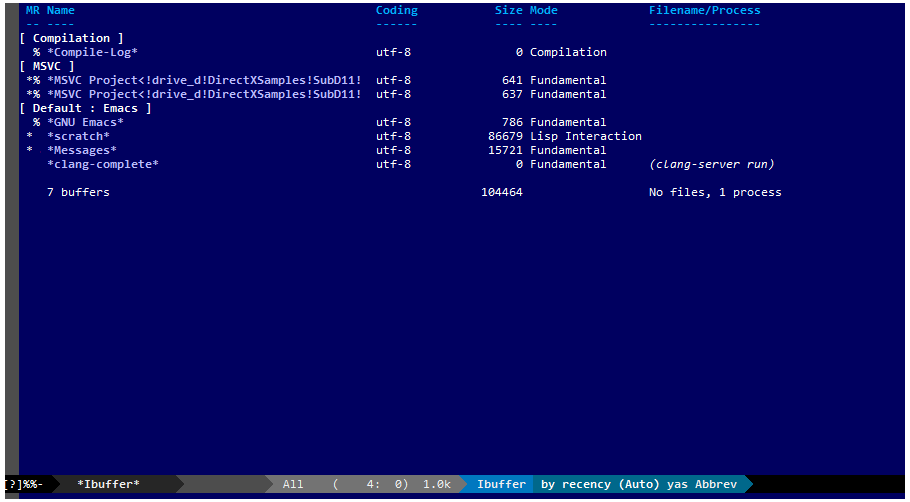 MR Name Coding Size Mode Filename/Process
-- ---- ------ ---- ---- ----------------
[ Compilation ]
% *Compile-Log* utf-8 0 Compilation
[ MSVC ]
*% *MSVC Project<!drive_d!DirectXSamples!SubD11! utf-8 641 Fundamental
*% *MSVC Project<!drive_d!DirectXSamples!SubD11! utf-8 637 Fundamental
[ Default : Emacs ]
% *GNU Emacs* utf-8 786 Fundamental
* *scratch* utf-8 86679 Lisp Interaction
* *Messages* utf-8 15721 Fundamental
*clang-complete* utf-8 0 Fundamental (clang-server run)
7 buffers 104464 No files, 1 process
[?]%%- *Ibuffer* All ( 4: 0) 1.0k Ibuffer by recency (Auto) yas Abbrev